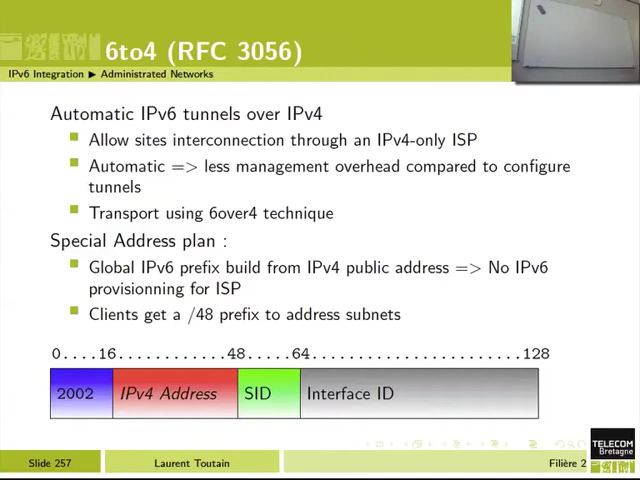 6to4 (RFC 3056)
IPv6 Integration ▶ Administrated Networks
Automatic IPv6 tunnels over IPv4
Allow sites interconnection through an IPv4-only ISP
Automatic => less management overhead compared to configure
tunnels
Transport using 6over4 technique
Special Address plan :
Global IPv6 prefix build from IPv4 public address => No IPv6
provisionning for ISP
Clients get a /48 prefix to address subnets
0....16............48.....64........................128
2002 IPv4 Address SID Interface ID
TELECOM
Bretagne
Slide 257 Laurent Toutain Filière 2